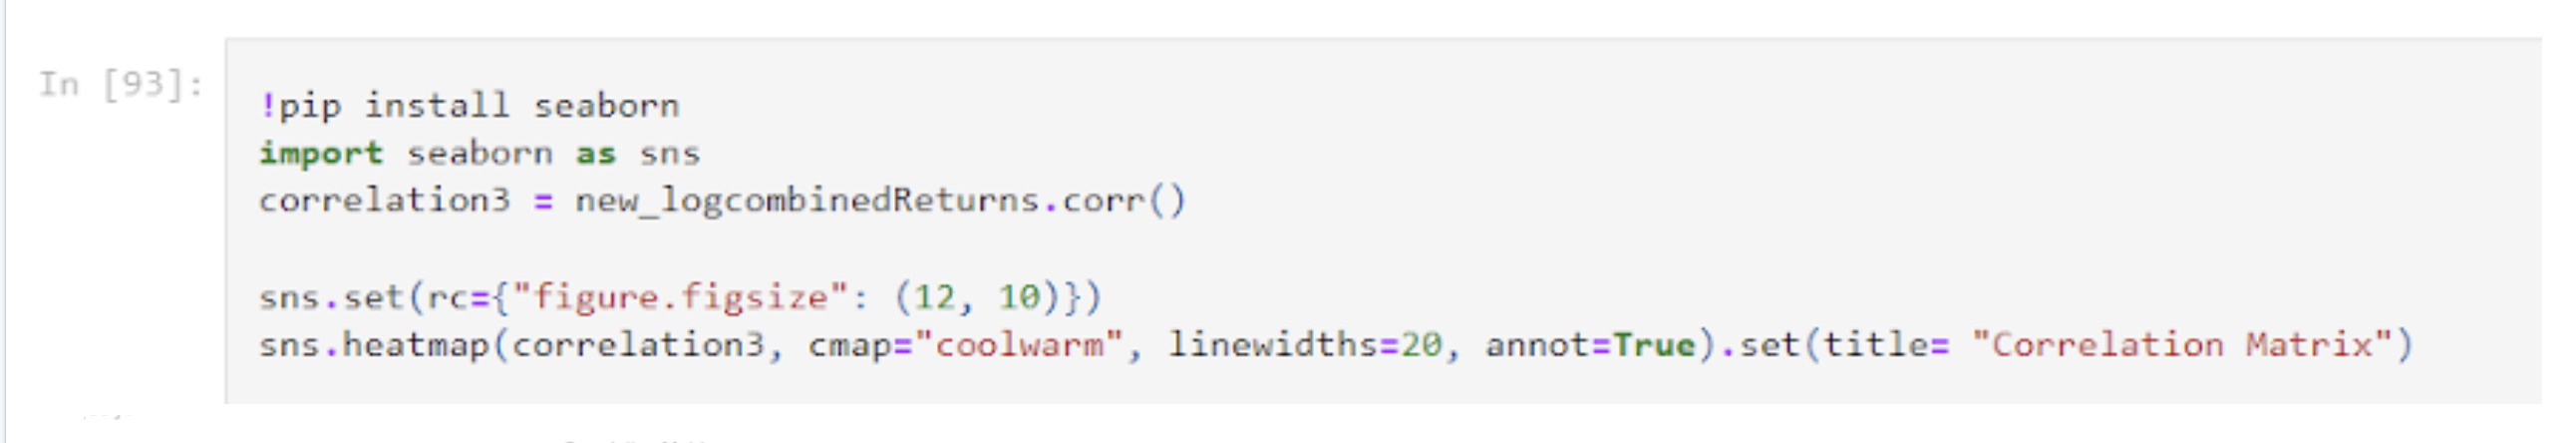 In [93]:
!pip install seaborn
import seaborn as sns
correlation3 = new_logcombinedReturns.corr()
sns.set(rc={"figure.figsize": (12, 10)})
sns.heatmap(correlation3, cmap="coolwarm", linewidths=20, annot=True).set(title= "Correlation Matrix")